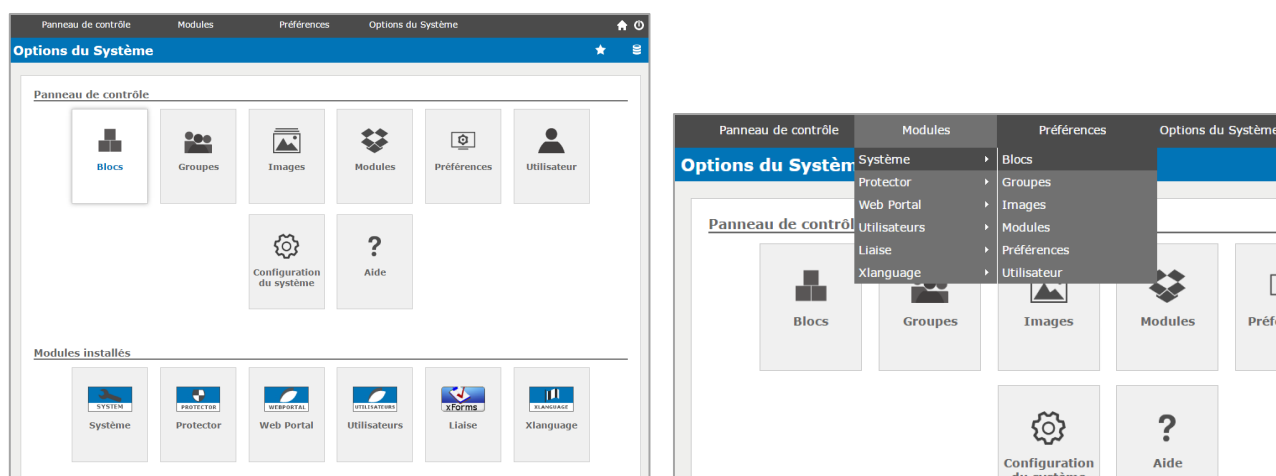 Panneau de contrôle Modules Préférences Options du Système
Options du Système
Panneau de contrôle
Blocs Groupes Images Modules Préférences Utilisateur
Configuration du système Aide
Modules installés
SYSTEM PROTECTOR WEBPORTAL UTILISATEURS xForms XLANGUAGE
Système Protector Web Portal Utilisateurs Liaise Xlanguage
Panneau de contrôle Modules Préférences Options du Système
Options du Systèm
Système Blocs
Protector Groupes
Web Portal Images
Panneau de contrôl
Utilisateurs Modules
Liaise Préférences
Xlanguage Utilisateur
Blocs Groupes Images Modules Préf
Configuration Aide
du système